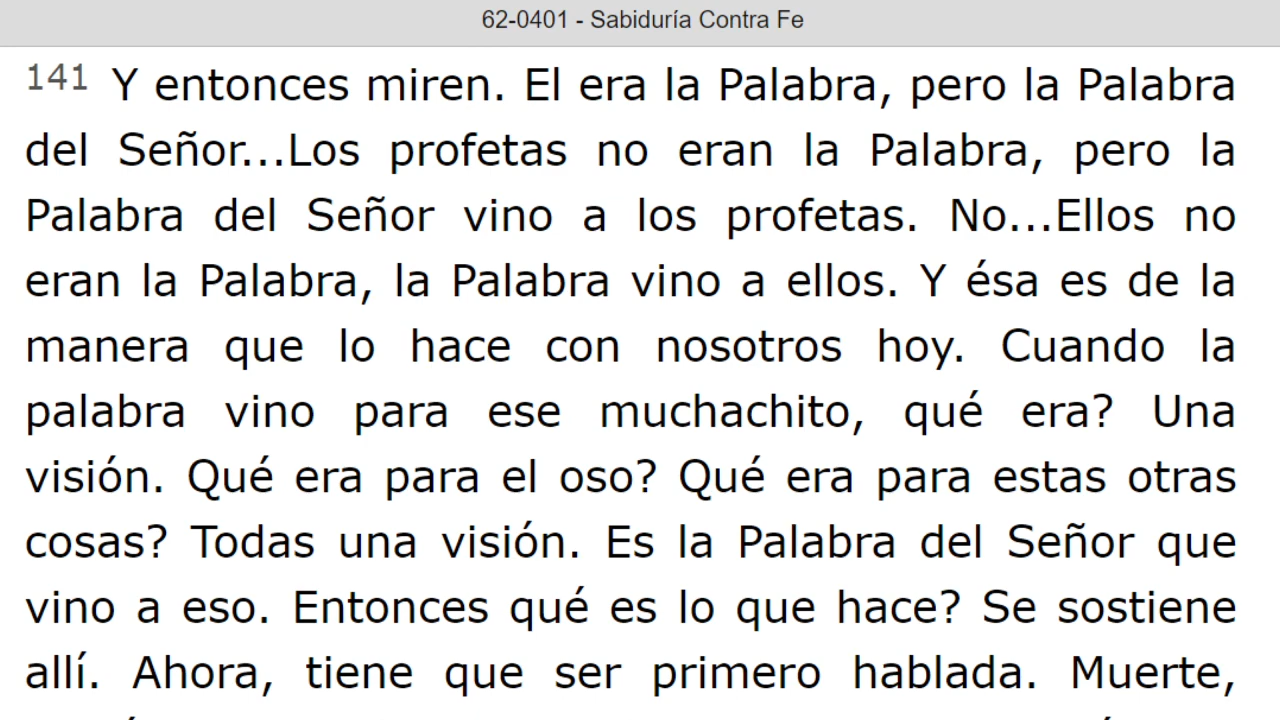 62-0401 - Sabiduría Contra Fe
141 Y entonces miren. El era la Palabra, pero la Palabra
del Señor...Los profetas no eran la Palabra, pero la
Palabra del Señor vino a los profetas. No...Ellos no
eran la Palabra, la Palabra vino a ellos. Y ésa es de la
manera que lo hace con nosotros hoy. Cuando la
palabra vino para ese muchachito, qué era? Una
visión. Qué era para el oso? Qué era para estas otras
cosas? Todas una visión. Es la Palabra del Señor que
vino a eso. Entonces qué es lo que hace? Se sostiene
allí. Ahora, tiene que ser primero hablada. Muerte,